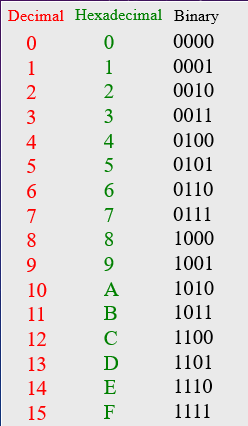 Decimal Hexadecimal Binary
0 0 0000
1 1 0001
2 2 0010
3 3 0011
4 4 0100
5 5 0101
6 6 0110
7 7 0111
8 8 1000
9 9 1001
10 A 1010
11 B 1011
12 C 1100
13 D 1101
14 E 1110
15 F 1111